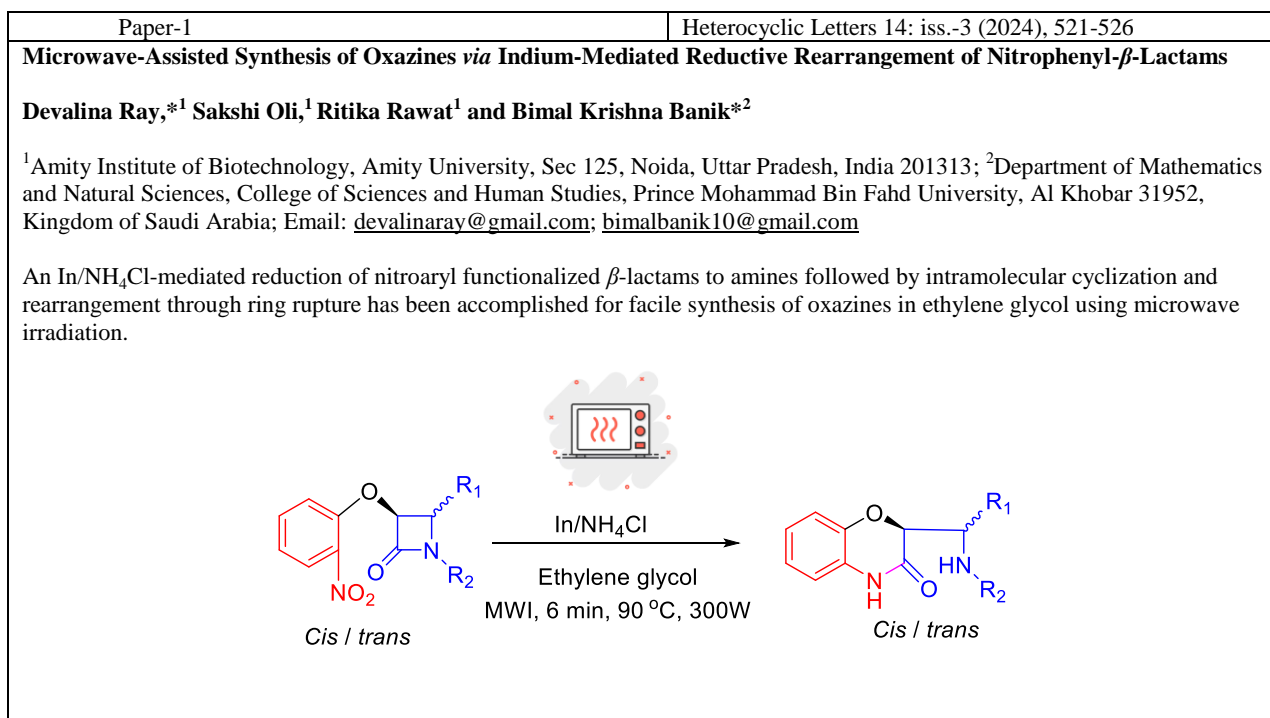 Paper-1
Heterocyclic Letters 14: iss.-3 (2024), 521-526
Microwave-Assisted Synthesis of Oxazines via Indium-Mediated Reductive Rearrangement of Nitrophenyl-β-Lactams
Devalina Ray,*1 Sakshi Oli,1 Ritika Rawat1 and Bimal Krishna Banik*2
1Amity Institute of Biotechnology, Amity University, Sec 125, Noida, Uttar Pradesh, India 201313; 2Department of Mathematics
and Natural Sciences, College of Sciences and Human Studies, Prince Mohammad Bin Fahd University, Al Khobar 31952,
Kingdom of Saudi Arabia; Email: devalinaray@gmail.com; bimalbanik10@gmail.com
An In/NH4Cl-mediated reduction of nitroaryl functionalized β-lactams to amines followed by intramolecular cyclization and
rearrangement through ring rupture has been accomplished for facile synthesis of oxazines in ethylene glycol using microwave
irradiation.
O
R1
N
O
R2
NO2
Cis / trans
In/NH4Cl
Ethylene glycol
MWI, 6 min, 90 °C, 300W
O
R1
HN
N
H
O
R2
Cis / trans